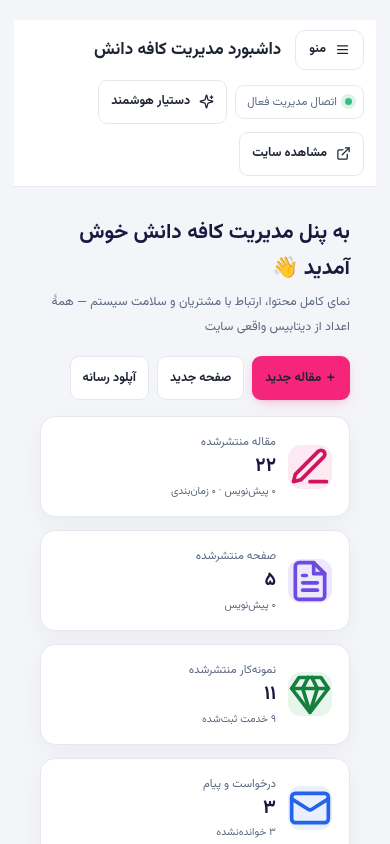 منو
داشبورد مدیریت کافه دانش
اتصال مدیریت فعال
دستیار هوشمند
مشاهده سایت
به پنل مدیریت کافه دانش خوش
آمدید 👋
نمای کامل محتوا، ارتباط با مشتریان و سلامت سیستم — همهٔ
اعداد از دیتابیس واقعی سایت
+ مقاله جدید
صفحه جدید
آپلود رسانه
مقاله منتشرشده
۲۲
۰ پیش‌نویس · ۰ زمان‌بندی
صفحه منتشرشده
۵
۰ پیش‌نویس
نمونه‌کار منتشرشده
۱۱
۹ خدمت ثبت‌شده
درخواست و پیام
۳
۳ خوانده‌نشده